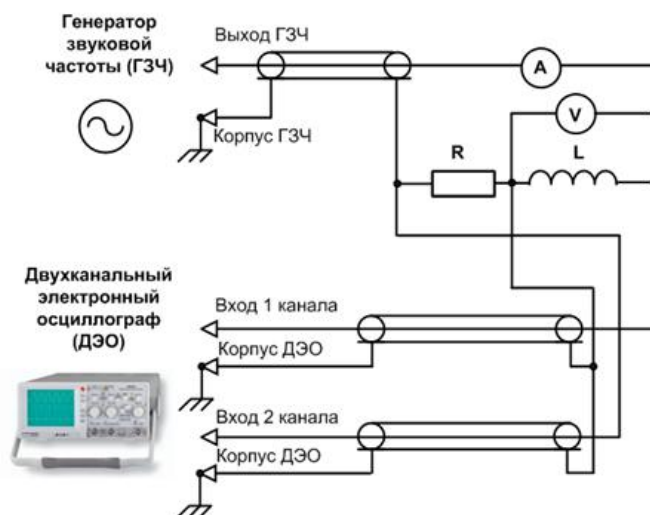 Генератор
звуковой
частоты (ГЗЧ)
Выход ГЗЧ
A
Корпус ГЗЧ
V
R
L
Двухканальный
электронный
осциллограф
(ДЭО)
Вход 1 канала
Корпус ДЭО
Вход 2 канала
Корпус ДЭО